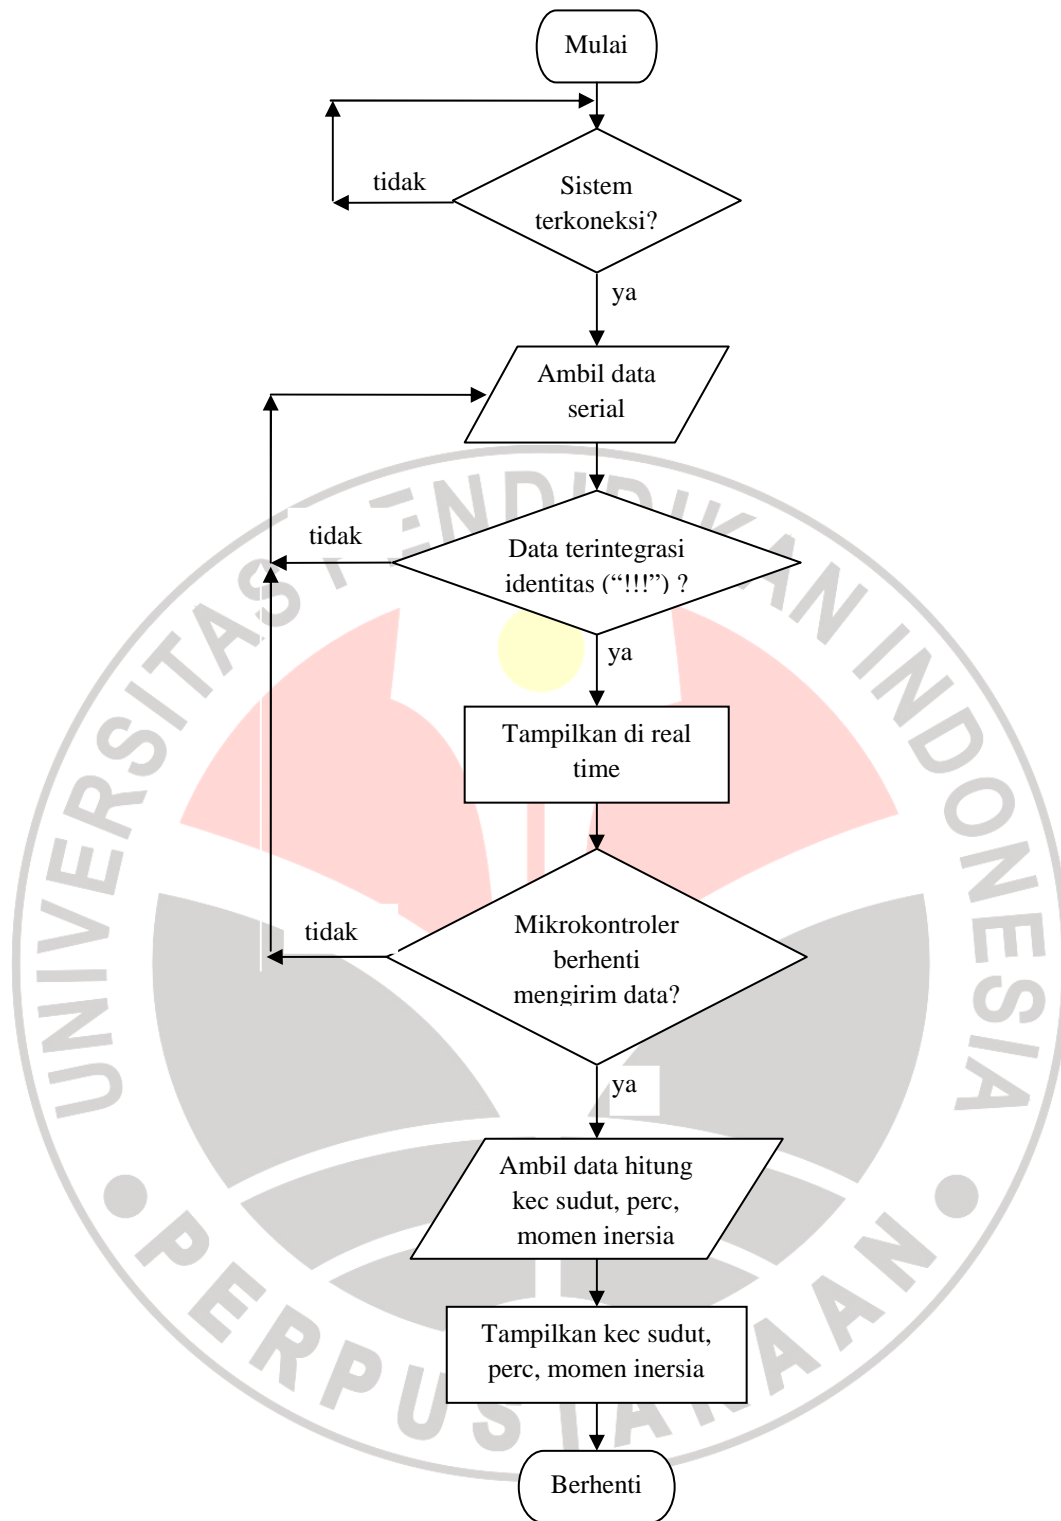 Mulai
tidak
Sistem
terkoneksi?
ya
Ambil data
serial
tidak
Data terintegrasi
identitas (“!!!”) ?
ya
Tampilkan di real
time
tidak
Mikrokontroler
berhenti
mengirim data?
ya
Ambil data hitung
kec sudut, perc,
momen inersia
Tampilkan kec sudut,
perc, momen inersia
Berhenti
UNIVERSITAS PENDIDIKAN INDONESIA
PERPUSTAKAAN